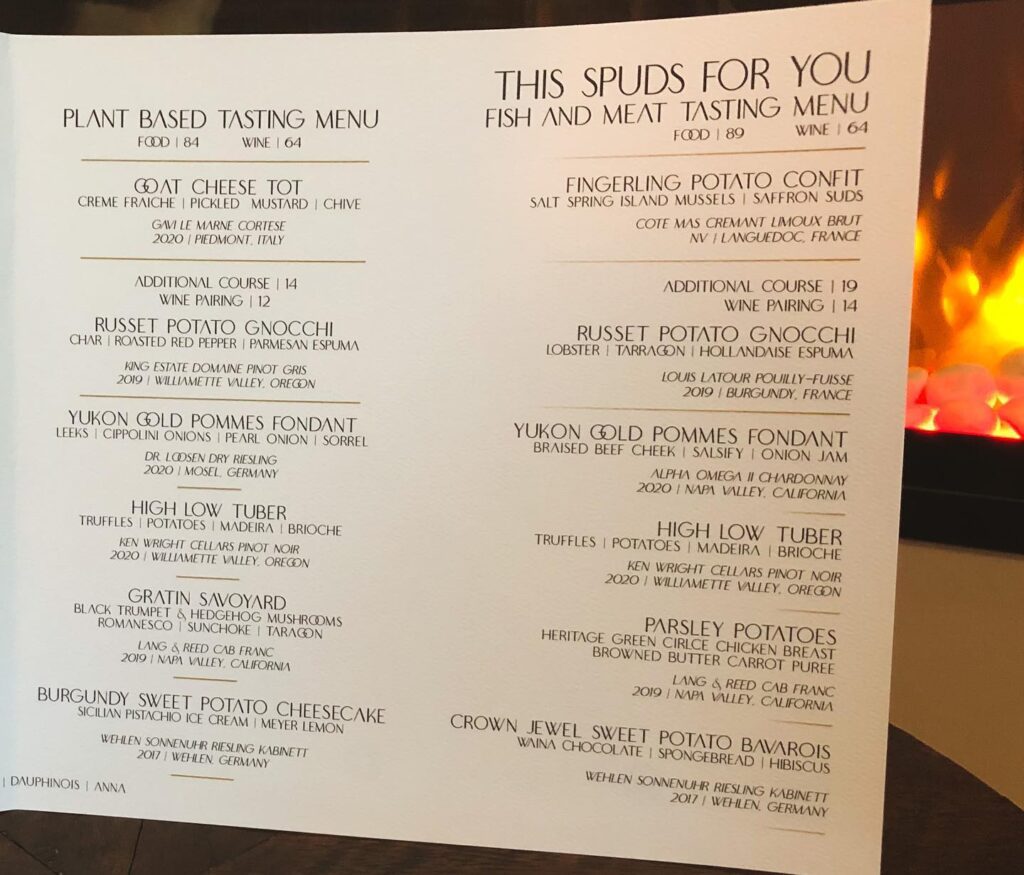 PLANT BASED TASTING MENU
FOOD | 84 WINE | 64
GOAT CHEESE TOT
CREME FRAICHE | PICKLED MUSTARD | CHIVE
GAVI LE MARNE CORTESE
2020 | PIEDMONT, ITALY
ADDITIONAL COURSE | 14
WINE PAIRING | 12
RUSSET POTATO GNOCCHI
CHAR | ROASTED RED PEPPER | PARMESAN ESPUMA
KING ESTATE DOMAINE PINOT GRIS
2019 | WILLIAMETTE VALLEY, OREGON
YUKON GOLD POMMES FONDANT
LEEKS | CIPPOLINI ONIONS | PEARL ONION | SORREL
DR. LOOSEN DRY RIESLING
2020 | MOSEL, GERMANY
HIGH LOW TUBER
TRUFFLES | POTATOES | MADEIRA | BRIOCHE
KEN WRIGHT CELLARS PINOT NOIR
2020 | WILLIAMETTE VALLEY, OREGON
GRATIN SAVOYARD
BLACK TRUMPET & HEDGEHOG MUSHROOMS
ROMANESCO | SUNCHOKE | TARAGON
LANG & REED CAB FRANC
2019 | NAPA VALLEY, CALIFORNIA
BURGUNDY SWEET POTATO CHEESECAKE
SICILIAN PISTACHIO ICE CREAM | MEYER LEMON
WEHLEN SONNENUHR RIESLING KABINETT
2017 | WEHLEN, GERMANY
| DAUPHINOIS | ANNA
THIS SPUDS FOR YOU
FISH AND MEAT TASTING MENU
FOOD | 89 WINE | 64
FINGERLING POTATO CONFIT
SALT SPRING ISLAND MUSSELS | SAFFRON SUDS
COTE MAS CREMANT LIMOUX BRUT
NV | LANGUEDOC, FRANCE
ADDITIONAL COURSE | 19
WINE PAIRING | 14
RUSSET POTATO GNOCCHI
LOBSTER | TARRAGON | HOLLANDAISE ESPUMA
LOUIS LATOUR POUILLY-FUISSE
2019 | BURGUNDY, FRANCE
YUKON GOLD POMMES FONDANT
BRAISED BEEF CHEEK | SALSIFY | ONION JAM
ALPHA OMEGA II CHARDONNAY
2020 | NAPA VALLEY, CALIFORNIA
HIGH LOW TUBER
TRUFFLES | POTATOES | MADEIRA | BRIOCHE
KEN WRIGHT CELLARS PINOT NOIR
2020 | WILLIAMETTE VALLEY, OREGON
PARSLEY POTATOES
HERITAGE GREEN CIRLCE CHICKEN BREAST
BROWNED BUTTER CARROT PUREE
LANG & REED CAB FRANC
2019 | NAPA VALLEY, CALIFORNIA
CROWN JEWEL SWEET POTATO BAVAROIS
WAINA CHOCOLATE | SPONGEBREAD | HIBISCUS
WEHLEN SONNENUHR RIESLING KABINETT
2017 | WEHLEN, GERMANY